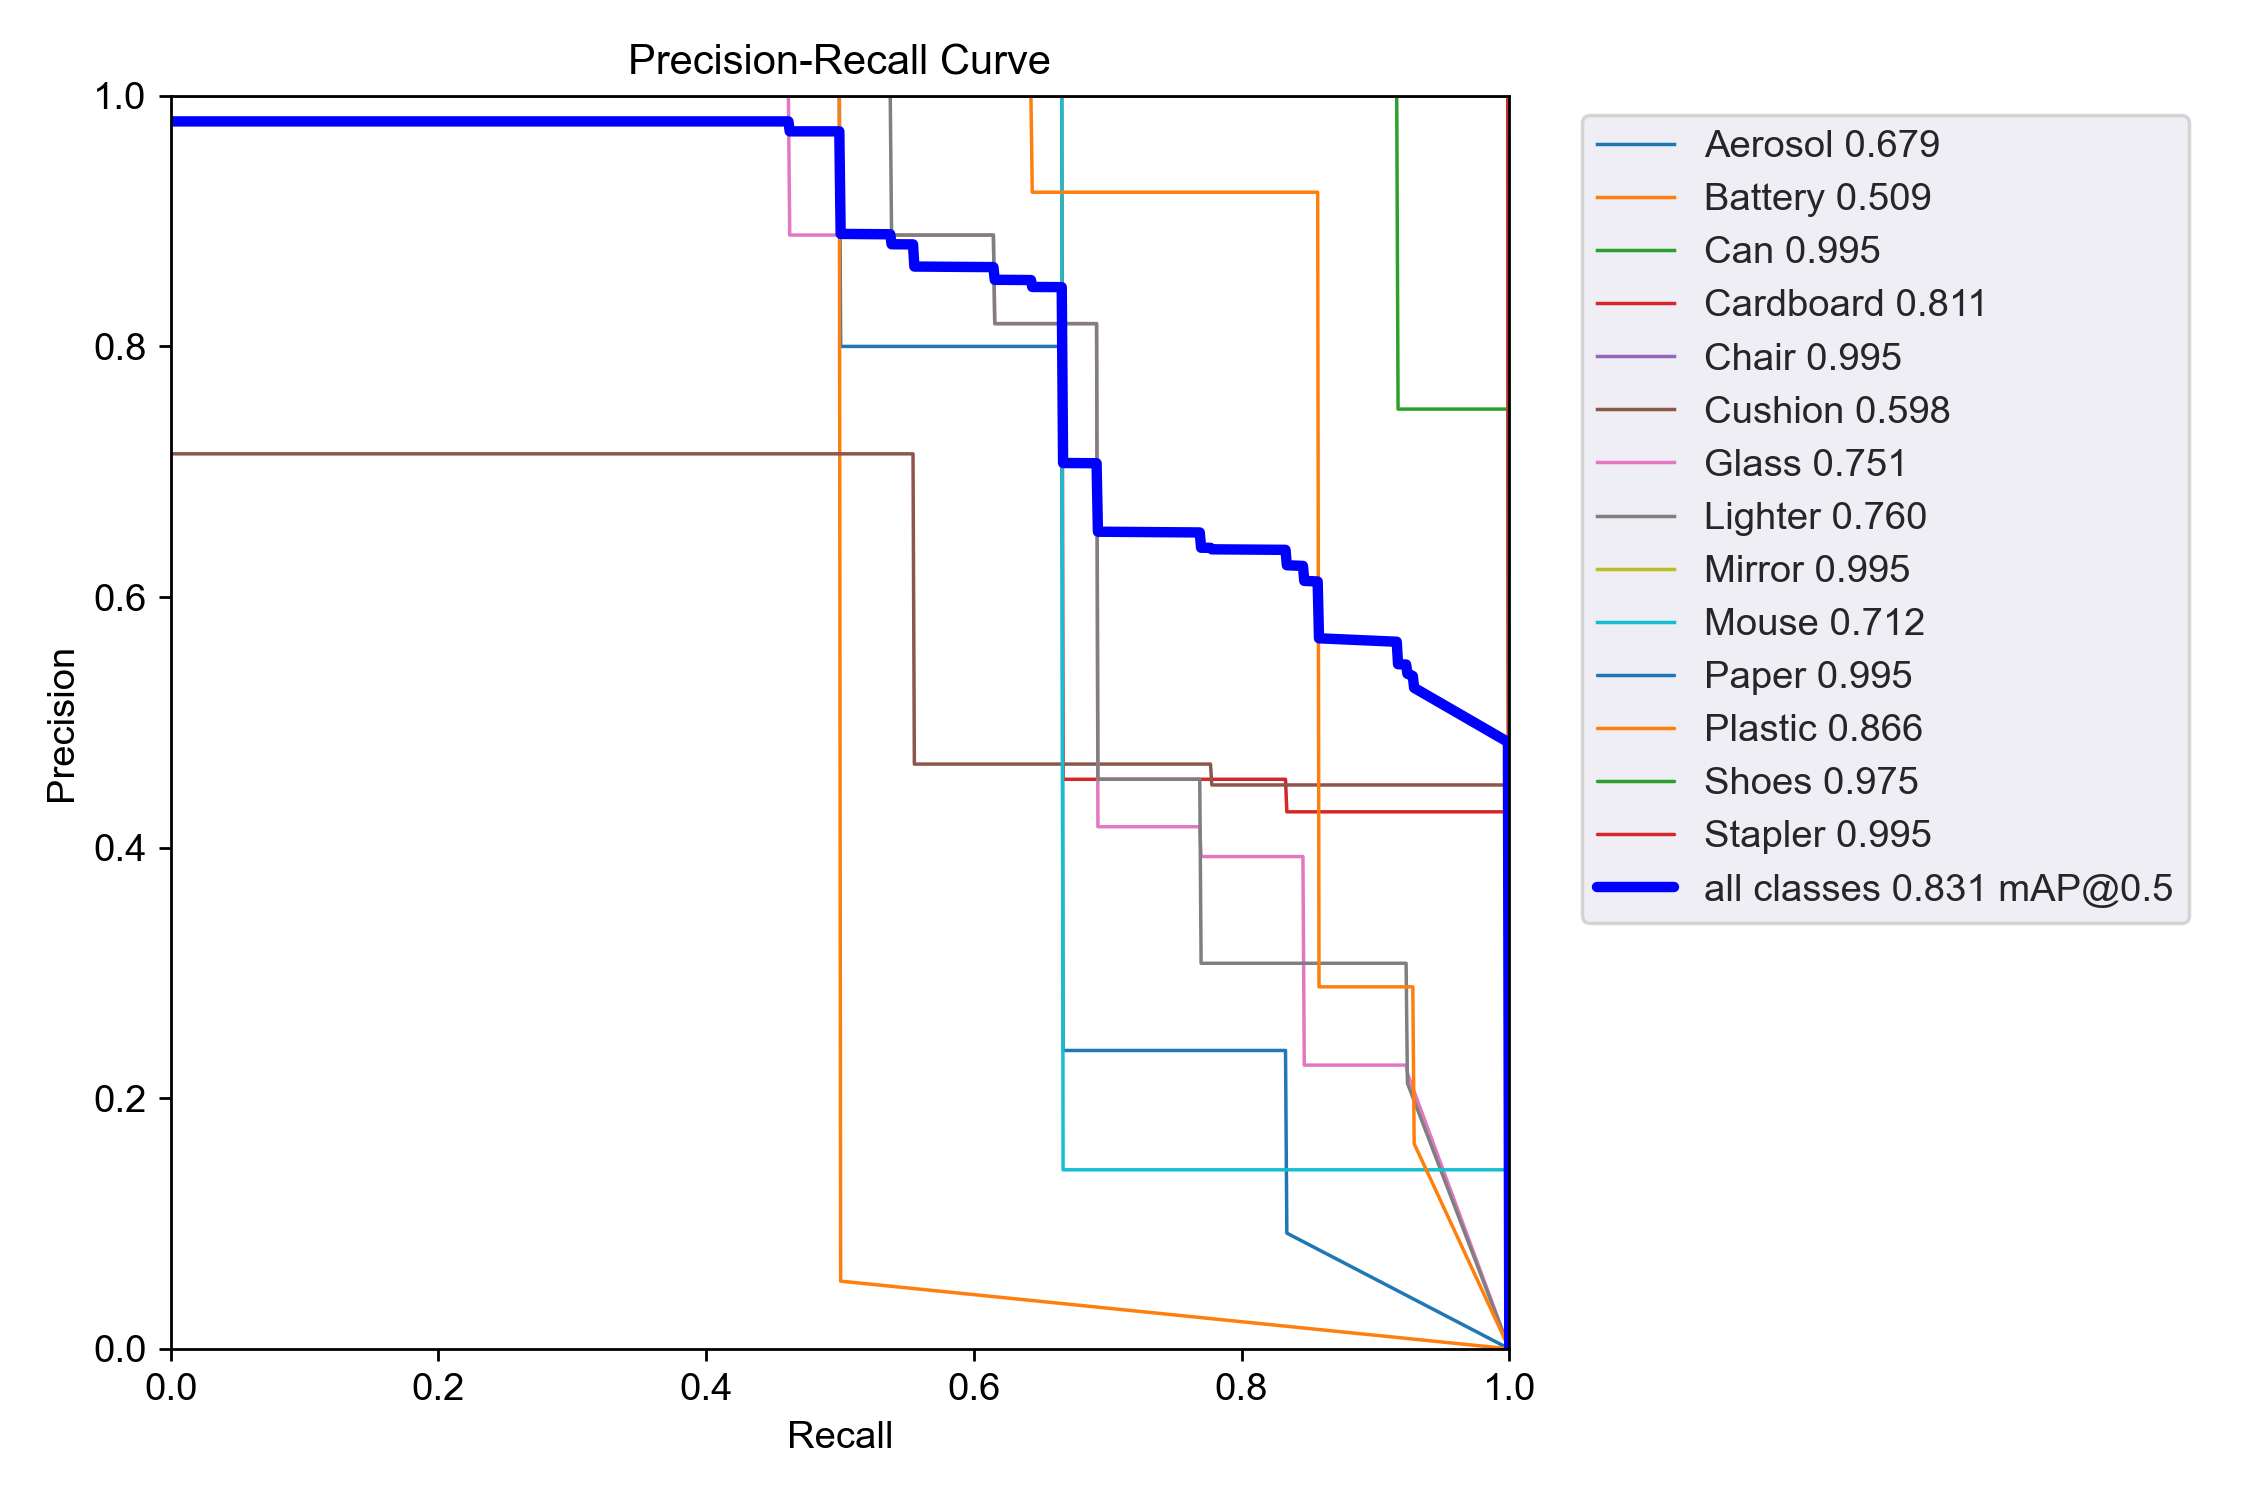 Precision-Recall Curve
1.0
0.8
0.6
0.4
0.2
0.0
Precision
0.0 0.2 0.4 0.6 0.8 1.0
Recall
Aerosol 0.679
Battery 0.509
Can 0.995
Cardboard 0.811
Chair 0.995
Cushion 0.598
Glass 0.751
Lighter 0.760
Mirror 0.995
Mouse 0.712
Paper 0.995
Plastic 0.866
Shoes 0.975
Stapler 0.995
all classes 0.831 mAP@0.5